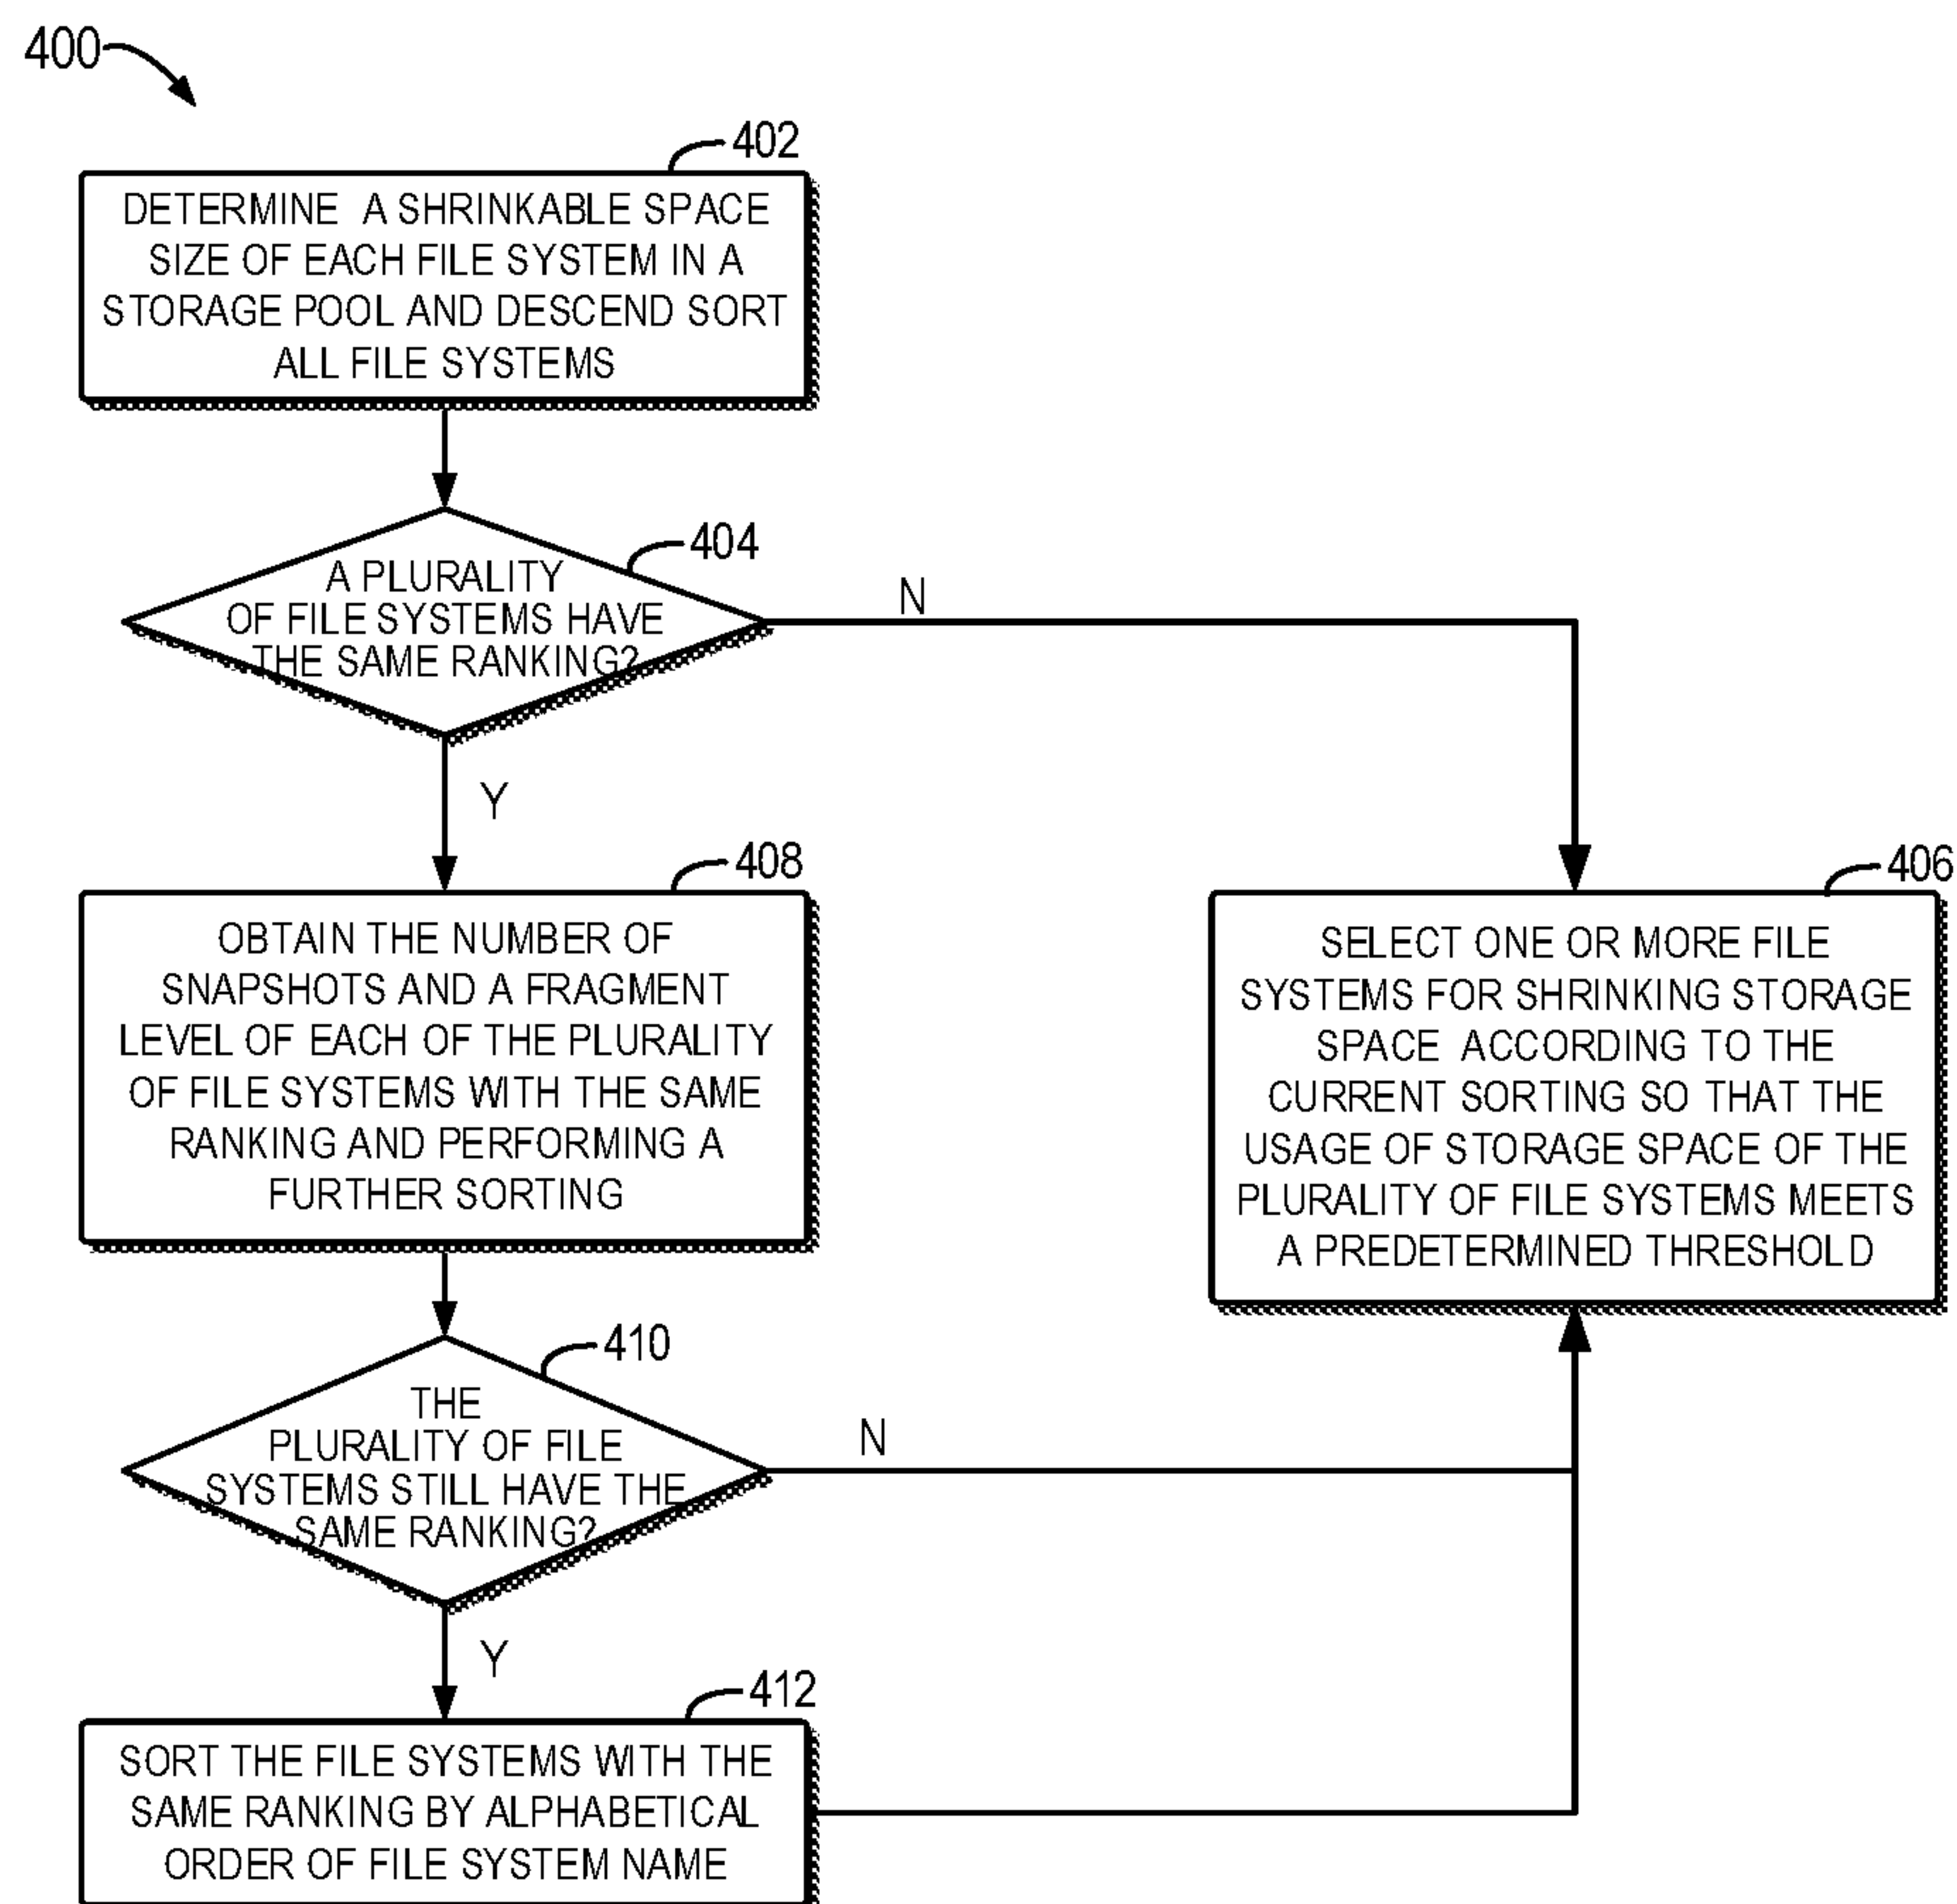 400
402
DETERMINE A SHRINKABLE SPACE
SIZE OF EACH FILE SYSTEM IN A
STORAGE POOL AND DESCEND SORT
ALL FILE SYSTEMS
404
A PLURALITY
OF FILE SYSTEMS HAVE
THE SAME RANKING?
N
Y
408
OBTAIN THE NUMBER OF
SNAPSHOTS AND A FRAGMENT
LEVEL OF EACH OF THE PLURALITY
OF FILE SYSTEMS WITH THE SAME
RANKING AND PERFORMING A
FURTHER SORTING
406
SELECT ONE OR MORE FILE
SYSTEMS FOR SHRINKING STORAGE
SPACE ACCORDING TO THE
CURRENT SORTING SO THAT THE
USAGE OF STORAGE SPACE OF THE
PLURALITY OF FILE SYSTEMS MEETS
A PREDETERMINED THRESHOLD
410
THE
PLURALITY OF FILE
SYSTEMS STILL HAVE THE
SAME RANKING?
N
Y
412
SORT THE FILE SYSTEMS WITH THE
SAME RANKING BY ALPHABETICAL
ORDER OF FILE SYSTEM NAME